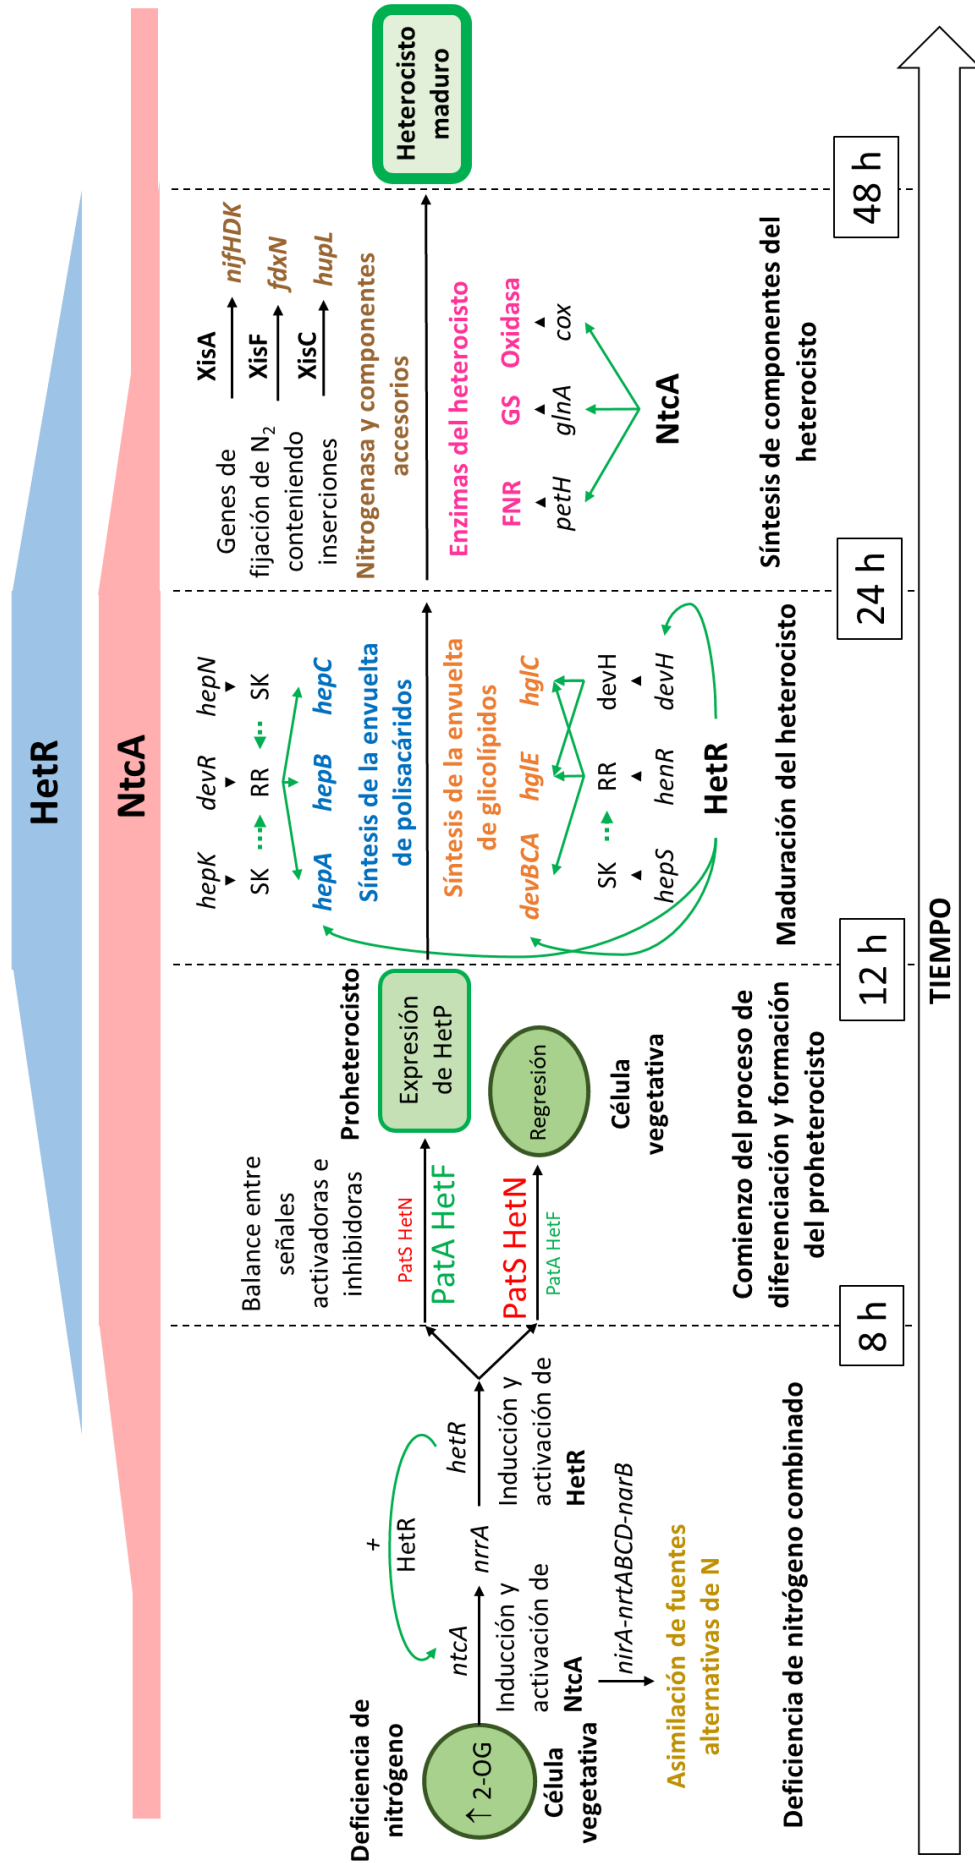 HetR
NtcA
Deficiencia de
nitrógeno
↑ 2-OG
Célula
vegetativa
+
HetR
ntcA
nrrA
hetR
Inducción y
activación de
NtcA
Inducción y
activación de
HetR
nirA-nrtABCD-narB
Asimilación de fuentes
alternativas de N
Deficiencia de nitrógeno combinado
8 h
Balance entre
señales
activadoras e
inhibidoras
PatS HetN
PatA HetF
PatS HetN
PatA HetF
Proheterocisto
Expresión
de HetP
Regresión
Célula
vegetativa
Comienzo del proceso de
diferenciación y formación
del proheterocisto
12 h
hepK devR hepN
SK RR SK
hepA hepB hepC
Síntesis de la envuelta
de polisacáridos
Síntesis de la envuelta
de glicolípidos
devBCA hglE hglC
SK RR devH
hepS henR devH
HetR
Maduración del heterocisto
24 h
Genes de
fijación de N2
conteniendo
inserciones
XisA
nifHDK
XisF
fdxN
XisC
hupL
Nitrogenasa y componentes
accesorios
Enzimas del heterocisto
FNR GS Oxidasa
petH glnA cox
NtcA
Síntesis de componentes del
heterocisto
48 h
Heterocisto
maduro
TIEMPO